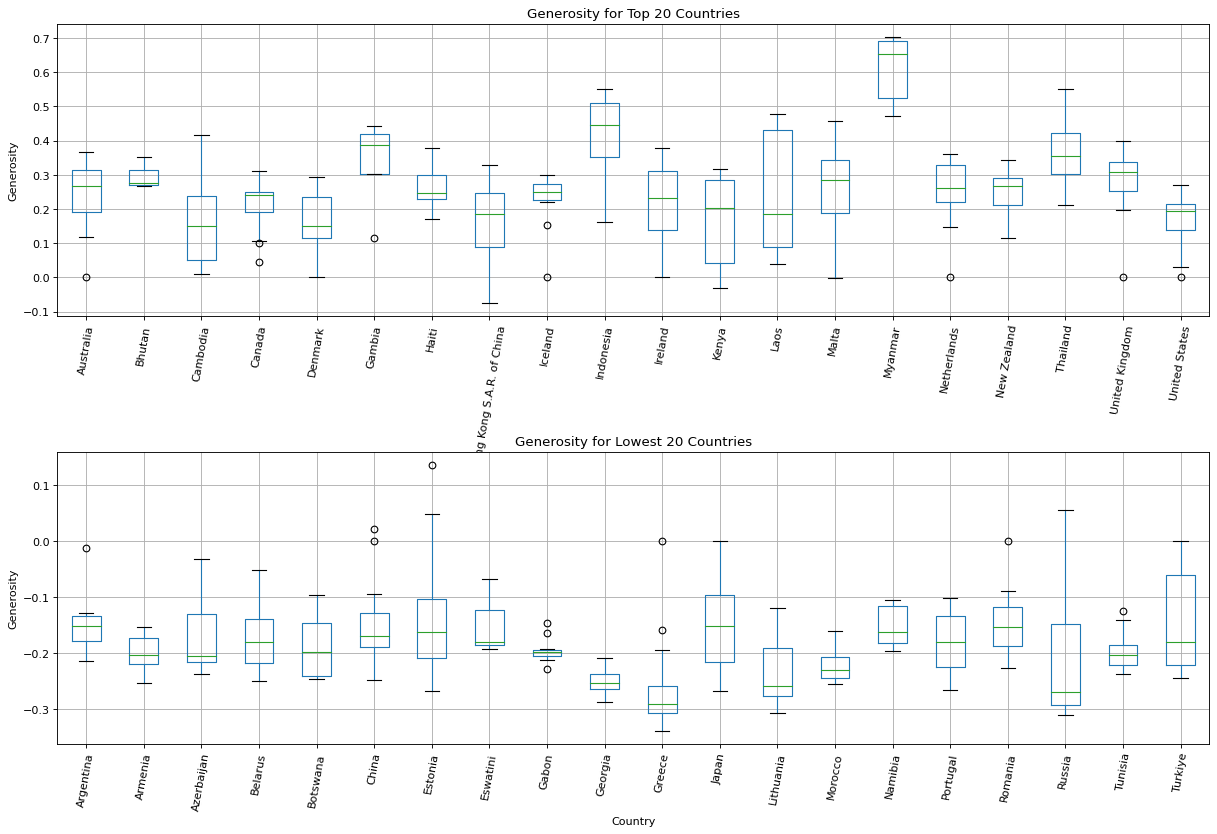 Generosity for Top 20 Countries
Generosity
0.7
0.6
0.5
0.4
0.3
0.2
0.1
0.0
−0.1
Australia
Bhutan
Cambodia
Canada
Denmark
Gambia
Haiti
Kong S.A.R. of China
Iceland
Indonesia
Ireland
Kenya
Laos
Malta
Myanmar
Netherlands
New Zealand
Thailand
United Kingdom
United States
Generosity for Lowest 20 Countries
Generosity
0.1
0.0
−0.1
−0.2
−0.3
Argentina
Armenia
Azerbaijan
Belarus
Botswana
China
Estonia
Eswatini
Gabon
Georgia
Greece
Japan
Lithuania
Morocco
Namibia
Portugal
Romania
Russia
Tunisia
Turkiye
Country